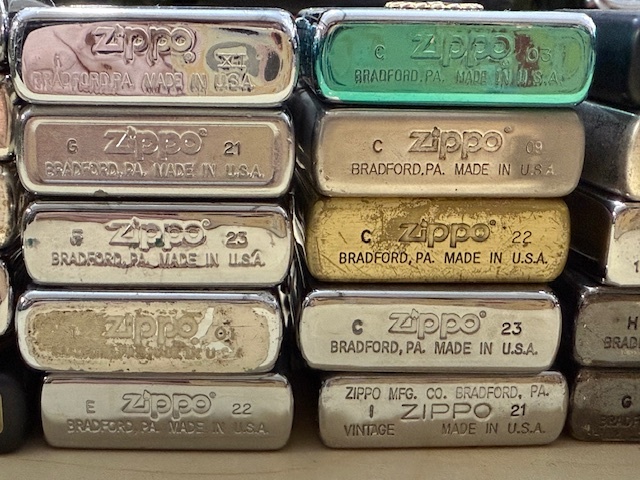 Zippo XI
BRADFORD,PA. MADE IN U.S.A.
G Zippo 21
BRADFORD,PA. MADE IN U.S.A.
Zippo 23
BRADFORD,PA. MADE IN U.S.A.
Zippo
E Zippo 22
BRADFORD,PA. MADE IN U.S.A.
C Zippo 03
BRADFORD,PA. MADE IN U.S.A.
C Zippo 09
BRADFORD,PA. MADE IN U.S.A.
C Zippo 22
BRADFORD,PA. MADE IN U.S.A.
C Zippo 23
BRADFORD,PA. MADE IN U.S.A.
ZIPPO MFG. CO. BRADFORD, PA.
I ZIPPO 21
VINTAGE MADE IN U.S.A.
H
G